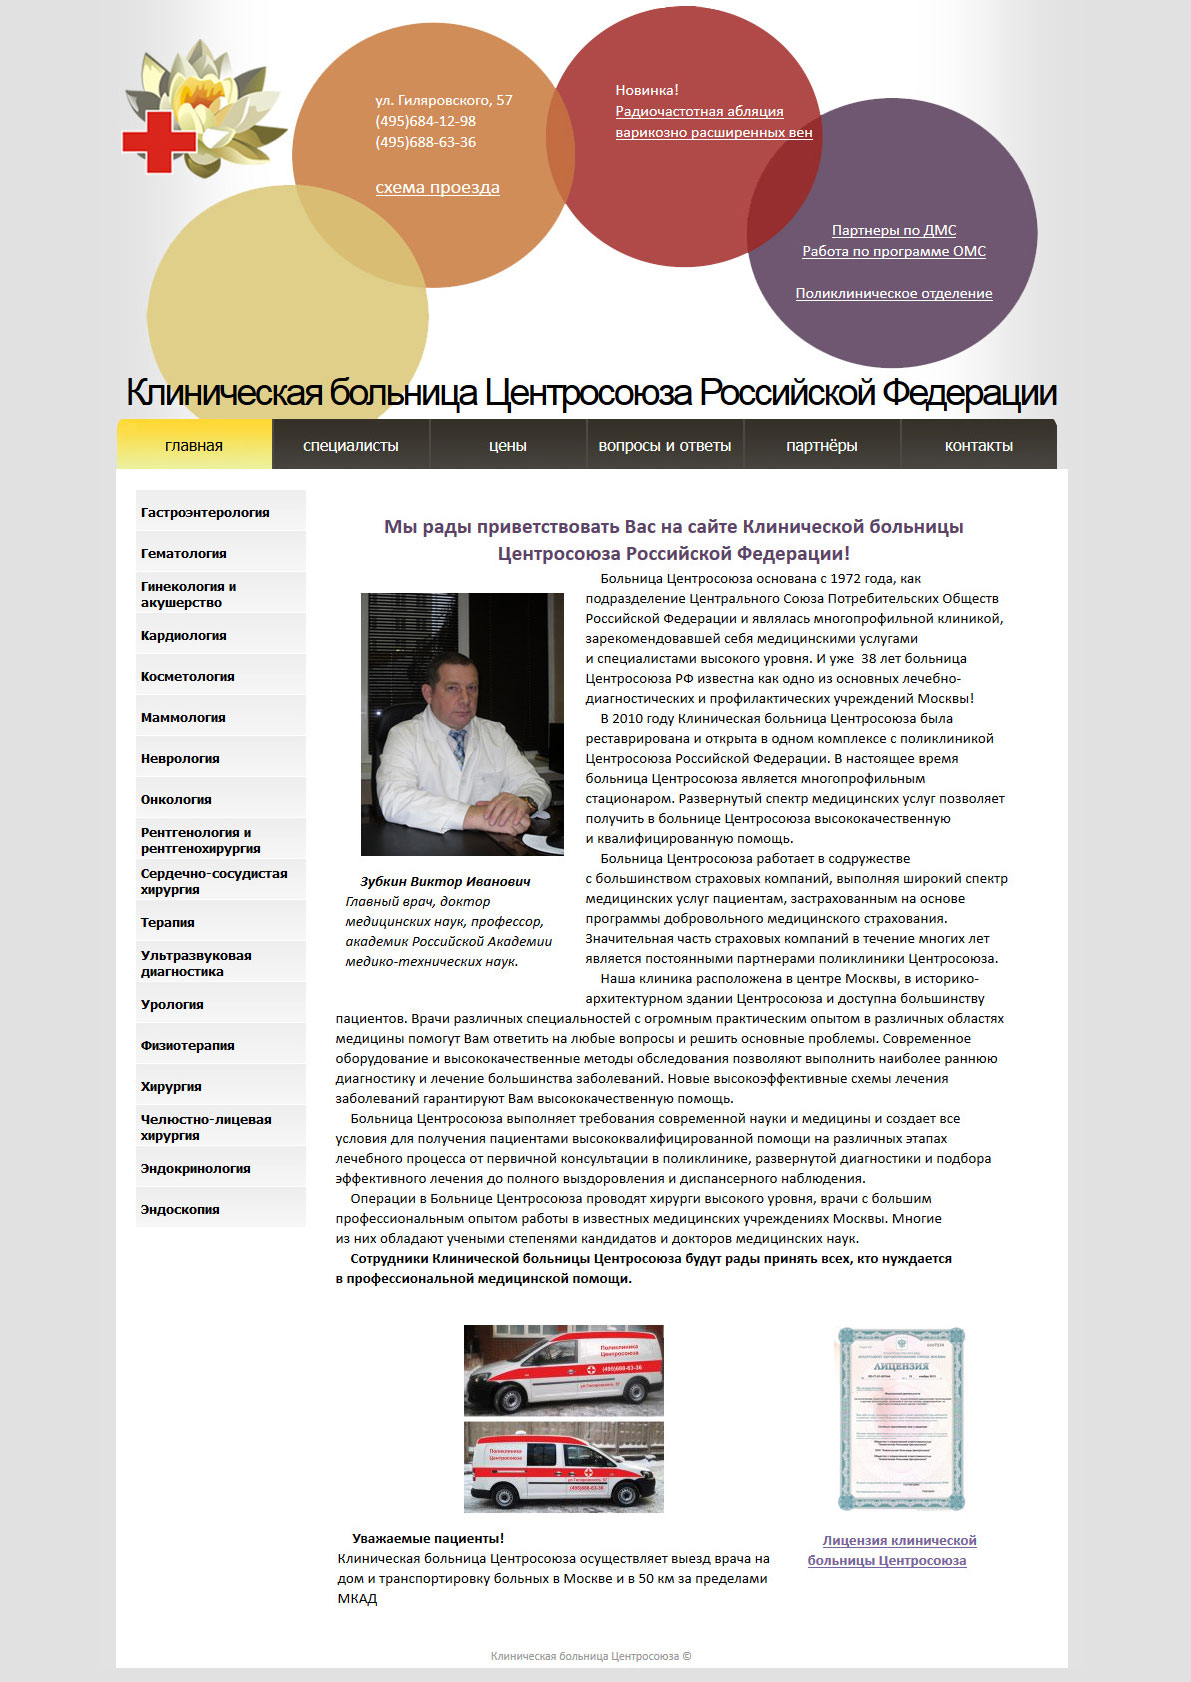 ул. Гиляровского, 57
(495)684-12-98
(495)688-63-36
схема проезда
Новинка!
Радиочастотная абляция
варикозно расширенных вен
Партнеры по ДМС
Работа по программе ОМС
Поликлиническое отделение
Клиническая больница Центросоюза Российской Федерации
главная
специалисты
цены
вопросы и ответы
партнёры
контакты
Гастроэнтерология
Гематология
Гинекология и
акушерство
Кардиология
Косметология
Маммология
Неврология
Онкология
Рентгенология и
рентгенохирургия
Сердечно-сосудистая
хирургия
Терапия
Ультразвуковая
диагностика
Урология
Физиотерапия
Хирургия
Челюстно-лицевая
хирургия
Эндокринология
Эндоскопия
Мы рады приветствовать Вас на сайте Клинической больницы
Центросоюза Российской Федерации!
Больница Центросоюза основана с 1972 года, как
подразделение Центрального Союза Потребительских Обществ
Российской Федерации и являлась многопрофильной клиникой,
зарекомендовавшей себя медицинскими услугами
и специалистами высокого уровня. И уже 38 лет больница
Центросоюза РФ известна как одно из основных лечебно-
диагностических и профилактических учреждений Москвы!
В 2010 году Клиническая больница Центросоюза была
реставрирована и открыта в одном комплексе с поликлиникой
Центросоюза Российской Федерации. В настоящее время
больница Центросоюза является многопрофильным
стационаром. Развернутый спектр медицинских услуг позволяет
получить в больнице Центросоюза высококачественную
и квалифицированную помощь.
Больница Центросоюза работает в содружестве
с большинством страховых компаний, выполняя широкий спектр
медицинских услуг пациентам, застрахованным на основе
программы добровольного медицинского страхования.
Значительная часть страховых компаний в течение многих лет
является постоянными партнерами поликлиники Центросоюза.
Зубкин Виктор Иванович
Главный врач, доктор
медицинских наук, профессор,
академик Российской Академии
медико-технических наук.
Наша клиника расположена в центре Москвы, в историко-
архитектурном здании Центросоюза и доступна большинству
пациентов. Врачи различных специальностей с огромным практическим опытом в различных областях
медицины помогут Вам ответить на любые вопросы и решить основные проблемы. Современное
оборудование и высококачественные методы обследования позволяют выполнить наиболее раннюю
диагностику и лечение большинства заболеваний. Новые высокоэффективные схемы лечения
заболеваний гарантируют Вам высококачественную помощь.
Больница Центросоюза выполняет требования современной науки и медицины и создает все
условия для получения пациентами высококвалифицированной помощи на различных этапах
лечебного процесса от первичной консультации в поликлинике, развернутой диагностики и подбора
эффективного лечения до полного выздоровления и диспансерного наблюдения.
Операции в Больнице Центросоюза проводят хирурги высокого уровня, врачи с большим
профессиональным опытом работы в известных медицинских учреждениях Москвы. Многие
из них обладают учеными степенями кандидатов и докторов медицинских наук.
Сотрудники Клинической больницы Центросоюза будут рады принять всех, кто нуждается
в профессиональной медицинской помощи.
Поликлиника
Центросоюза
(495)688-63-36
ул Гиляровского, 57
Поликлиника
Центросоюза
ул Гиляровского, 57
(495)688-63-36
ЛИЦЕНЗИЯ
Уважаемые пациенты!
Клиническая больница Центросоюза осуществляет выезд врача на
дом и транспортировку больных в Москве и в 50 км за пределами
МКАД
Лицензия клинической
больницы Центросоюза
Клиническая больница Центросоюза ©